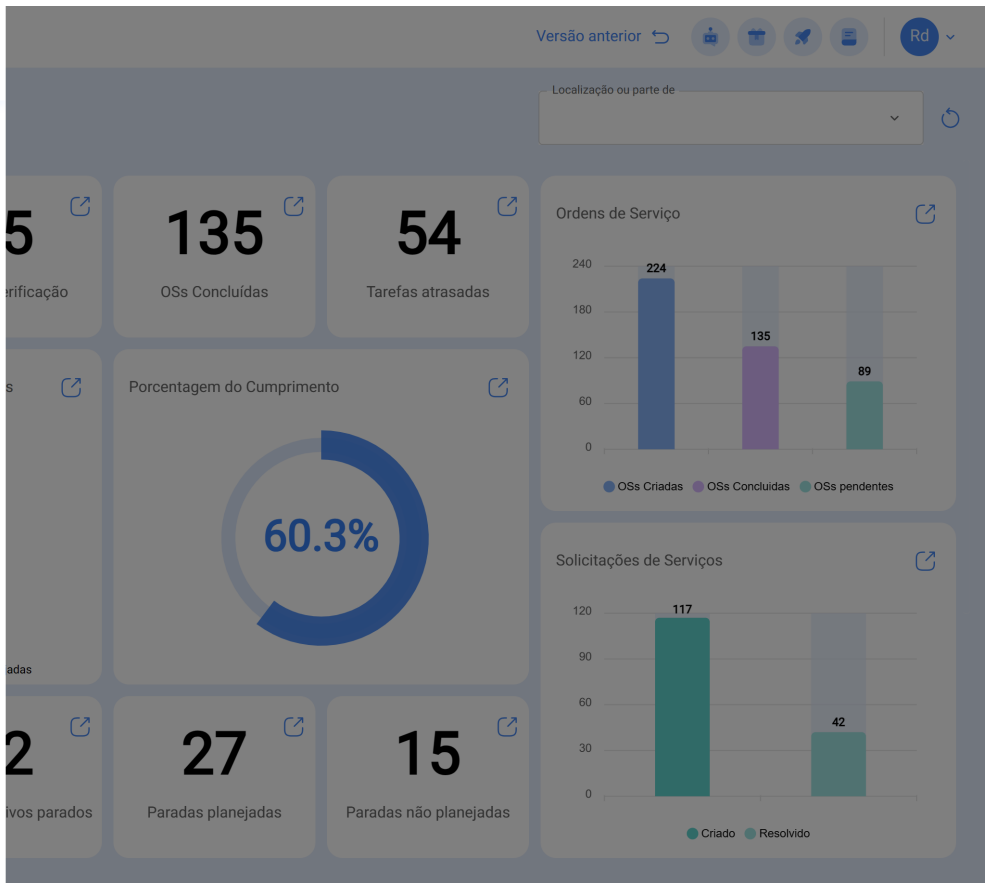 Versão anterior
Rd
Localização ou parte de
5
erificação
135
OSs Concluídas
54
Tarefas atrasadas
Ordens de Serviço
240
180
120
60
0
224
135
89
OSs Criadas
OSs Concluidas
OSs pendentes
s
adas
Porcentagem do Cumprimento
60.3%
Solicitações de Serviços
120
90
60
30
0
117
42
Criado
Resolvido
2
ivos parados
27
Paradas planejadas
15
Paradas não planejadas